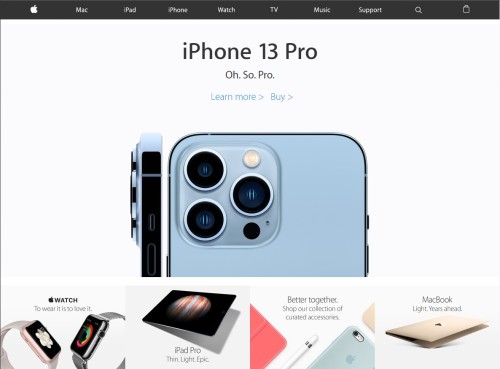 Mac iPad iPhone Watch TV Music Support
iPhone 13 Pro
Oh. So. Pro.
Learn more > Buy >
WATCH
To wear it is to love it.
iPad Pro
Thin. Light. Epic.
Better together.
Shop our collection of
curated accessories.
MacBook
Light. Years ahead.